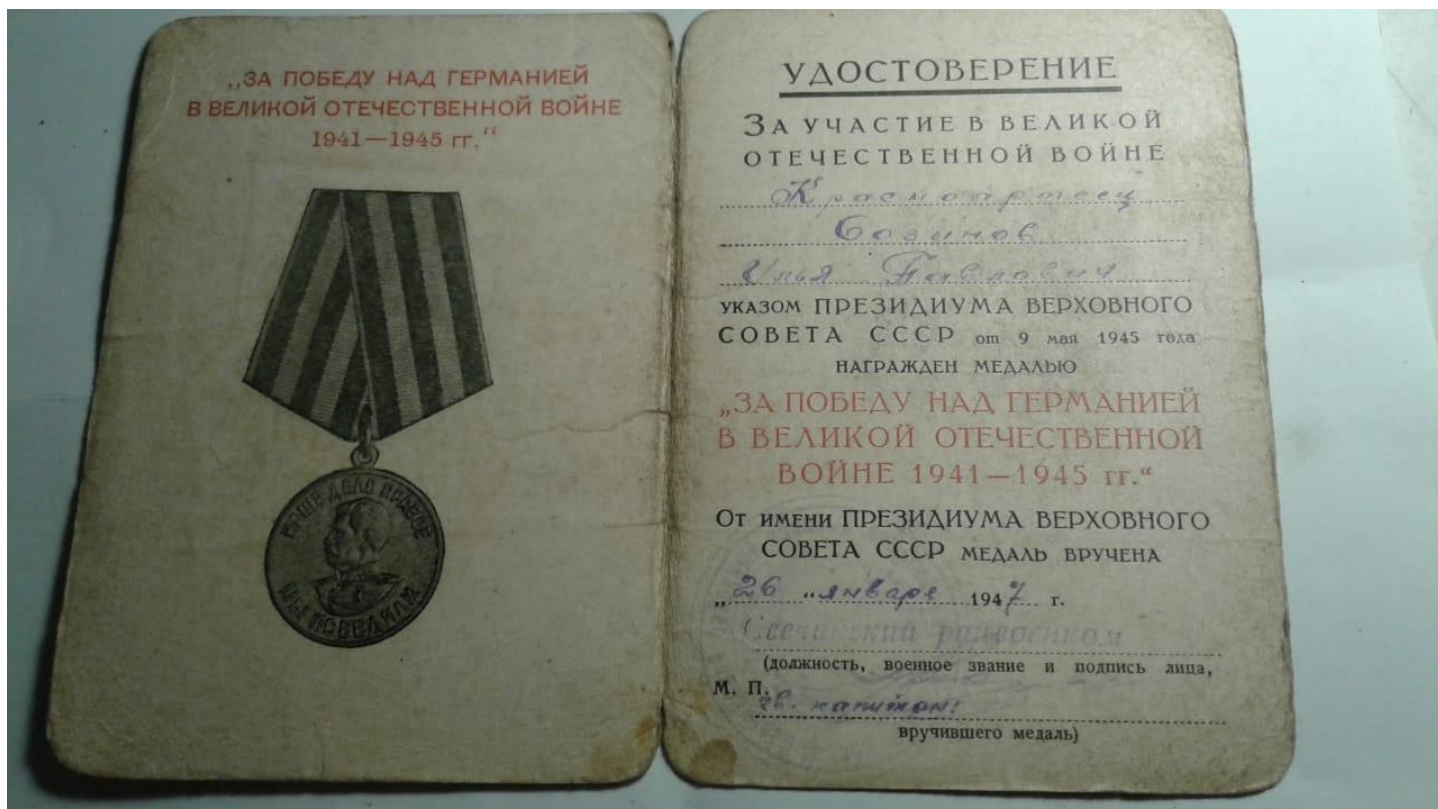 „ЗА ПОБЕДУ НАД ГЕРМАНИЕЙ
В ВЕЛИКОЙ ОТЕЧЕСТВЕННОЙ ВОЙНЕ
1941—1945 гг.“
НАШЕ ДЕЛО ПРАВОЕ
МЫ ПОБЕДИЛИ
УДОСТОВЕРЕНИЕ
ЗА УЧАСТИЕ В ВЕЛИКОЙ
ОТЕЧЕСТВЕННОЙ ВОЙНЕ
Илья Павлович
УКАЗОМ ПРЕЗИДИУМА ВЕРХОВНОГО
СОВЕТА СССР от 9 мая 1945 года
НАГРАЖДЕН МЕДАЛЬЮ
„ЗА ПОБЕДУ НАД ГЕРМАНИЕЙ
В ВЕЛИКОЙ ОТЕЧЕСТВЕННОЙ
ВОЙНЕ 1941—1945 гг.“
От имени ПРЕЗИДИУМА ВЕРХОВНОГО
СОВЕТА СССР МЕДАЛЬ ВРУЧЕНА
„26 “ января 1947 г.
райвоенком
(должность, военное звание и подпись лица,
М. П.
гв. капитан:
вручившего медаль)